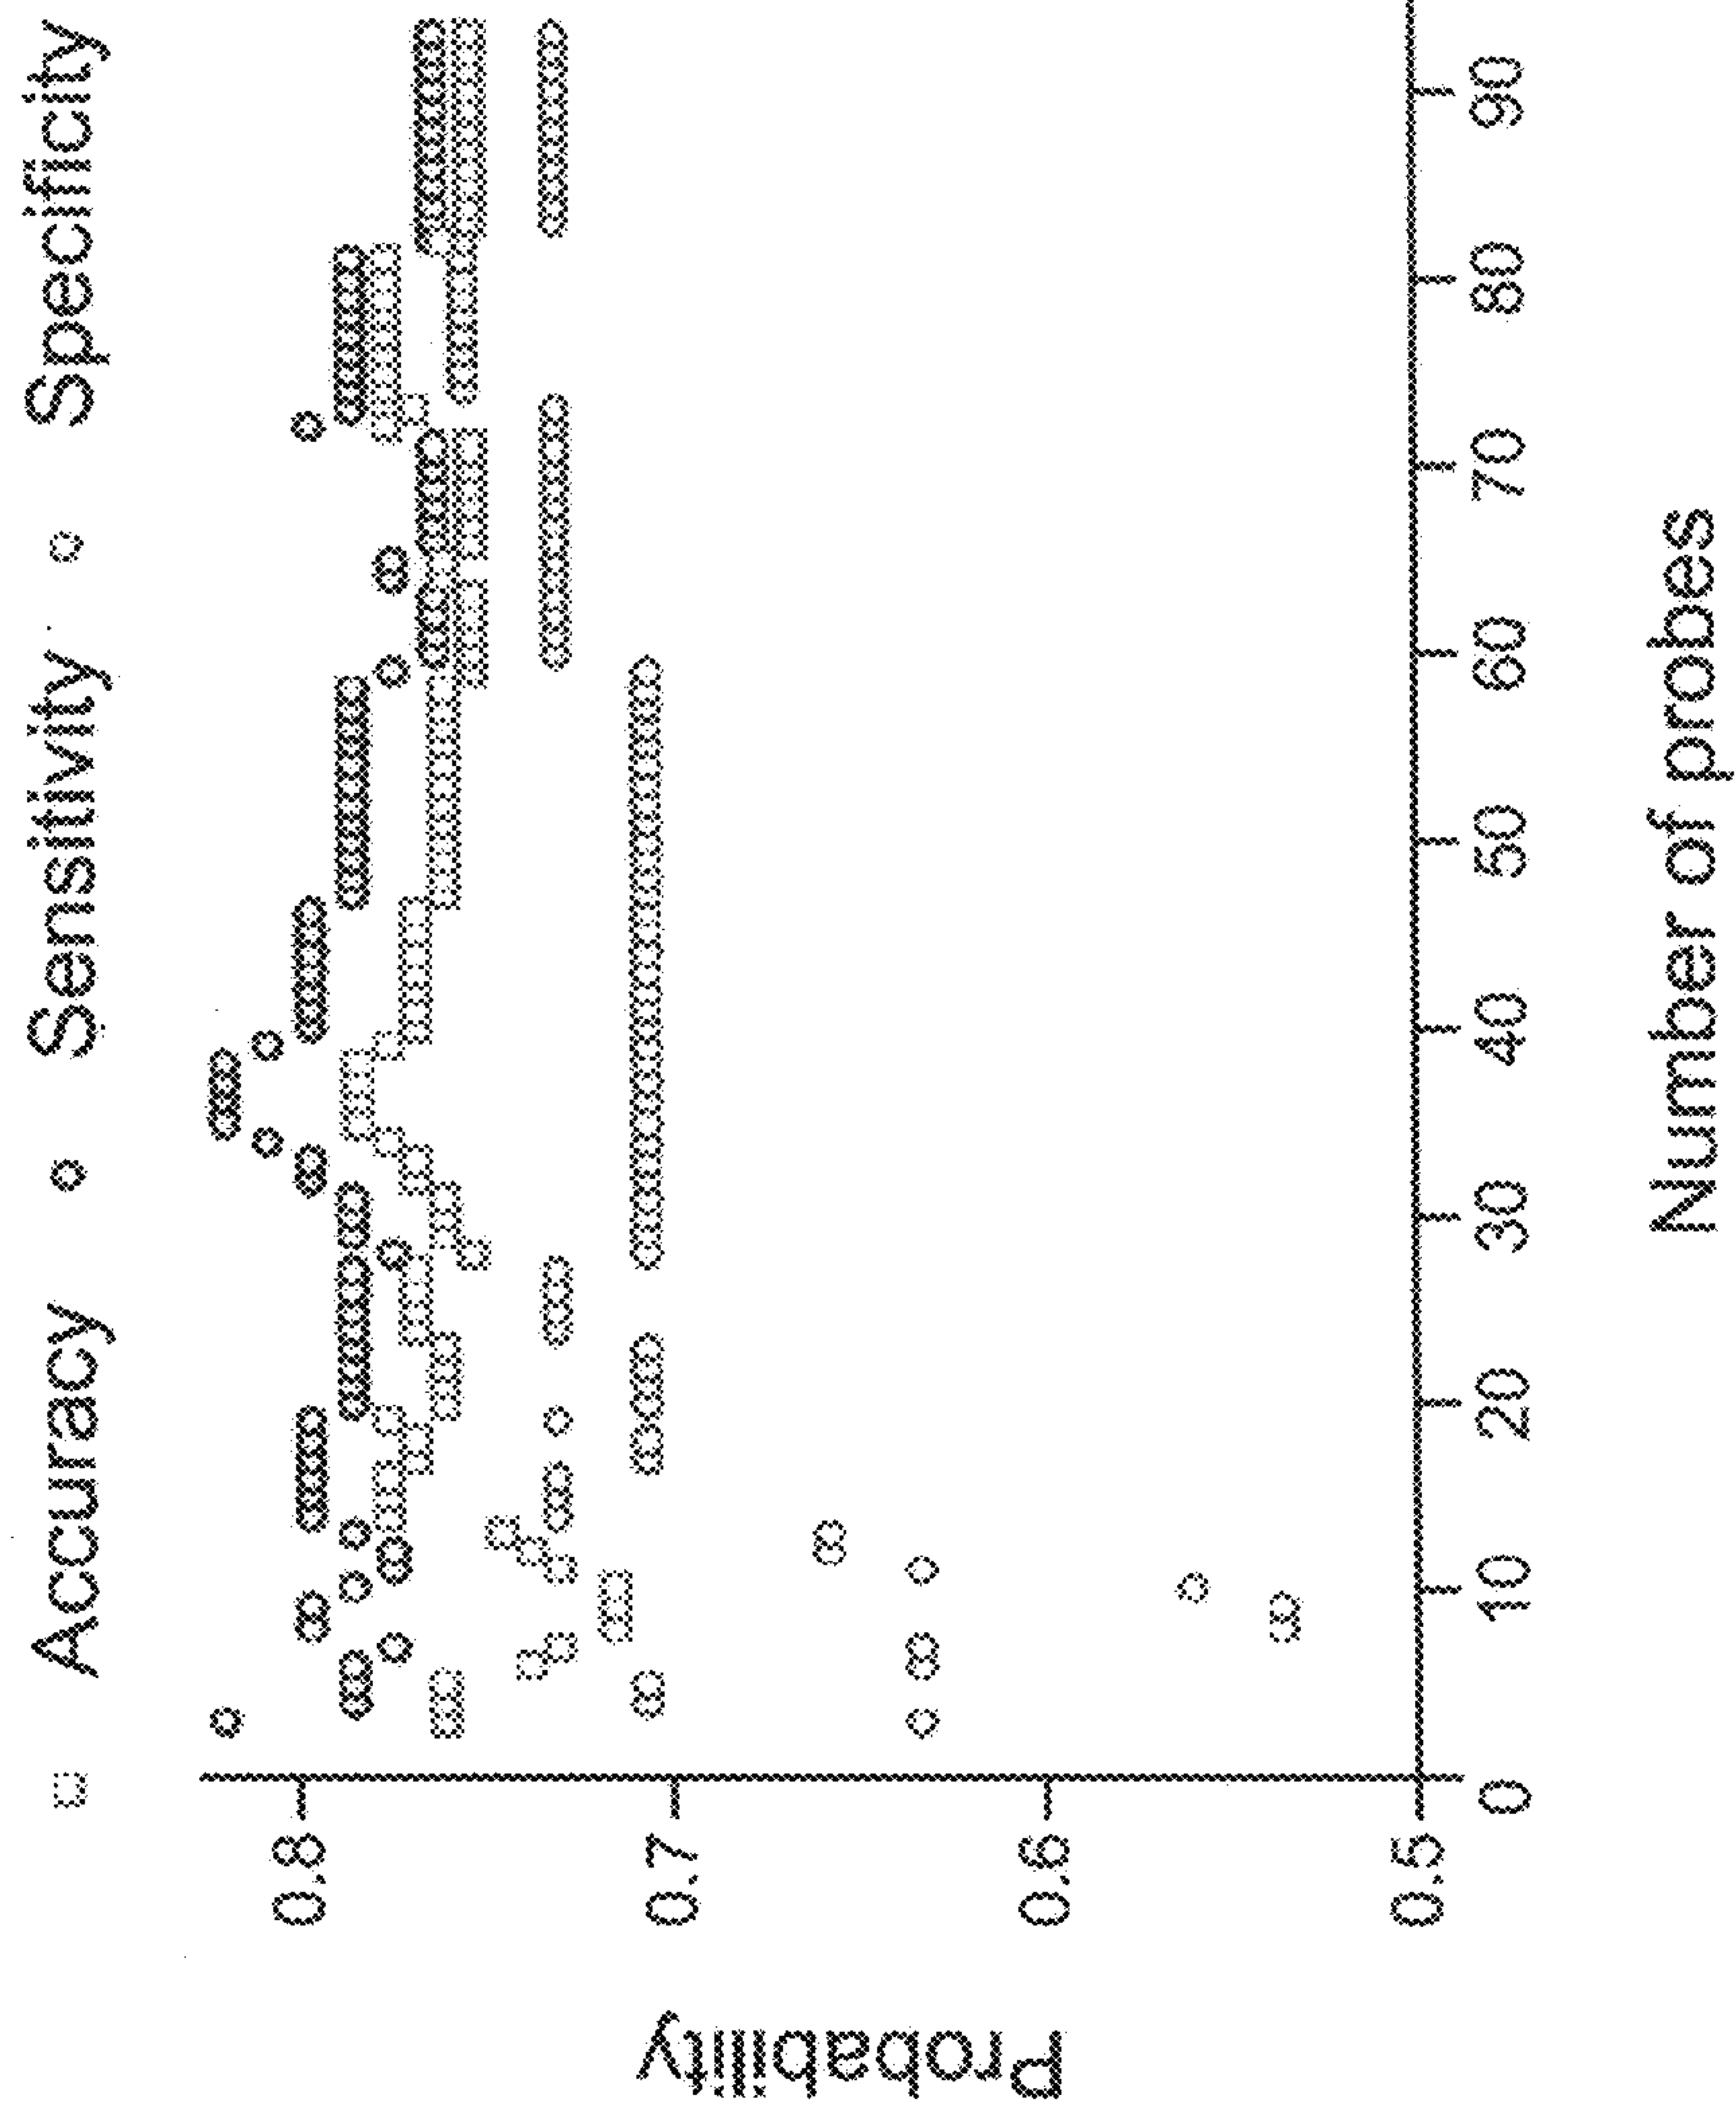 Accuracy Sensitivity Specificity
Probability
0.8
0.7
0.6
0.5
0 10 20 30 40 50 60 70 80 90
Number of probes